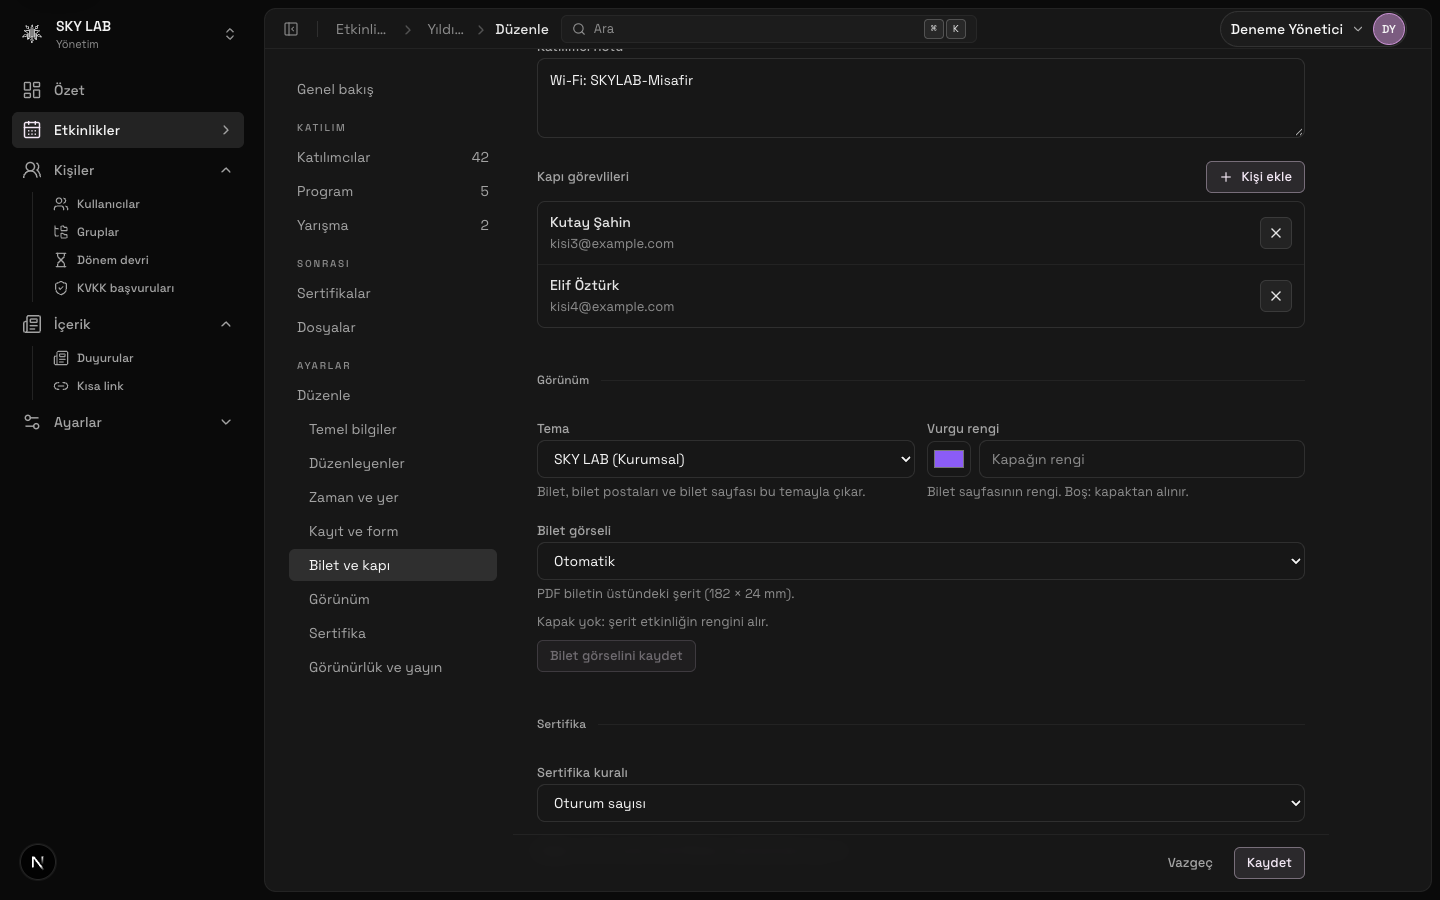 SKY LAB
Yönetim
Özet
Etkinlikler
Kişiler
Kullanıcılar
Gruplar
Dönem devri
KVKK başvuruları
İçerik
Duyurular
Kısa link
Ayarlar
N
Etkinli...
Yıldı...
Düzenle
Ara
⌘ K
Deneme Yönetici
DY
Genel bakış
KATILIM
Katılımcılar 42
Program 5
Yarışma 2
SONRASI
Sertifikalar
Dosyalar
AYARLAR
Düzenle
Temel bilgiler
Düzenleyenler
Zaman ve yer
Kayıt ve form
Bilet ve kapı
Görünüm
Sertifika
Görünürlük ve yayın
Wi-Fi: SKYLAB-Misafir
Kapı görevlileri
Kişi ekle
Kutay Şahin
kisi3@example.com
Elif Öztürk
kisi4@example.com
Görünüm
Tema
SKY LAB (Kurumsal)
Bilet, bilet postaları ve bilet sayfası bu temayla çıkar.
Vurgu rengi
Kapağın rengi
Bilet sayfasının rengi. Boş: kapaktan alınır.
Bilet görseli
Otomatik
PDF biletin üstündeki şerit (182 × 24 mm).
Kapak yok: şerit etkinliğin rengini alır.
Bilet görselini kaydet
Sertifika
Sertifika kuralı
Oturum sayısı
Vazgeç
Kaydet